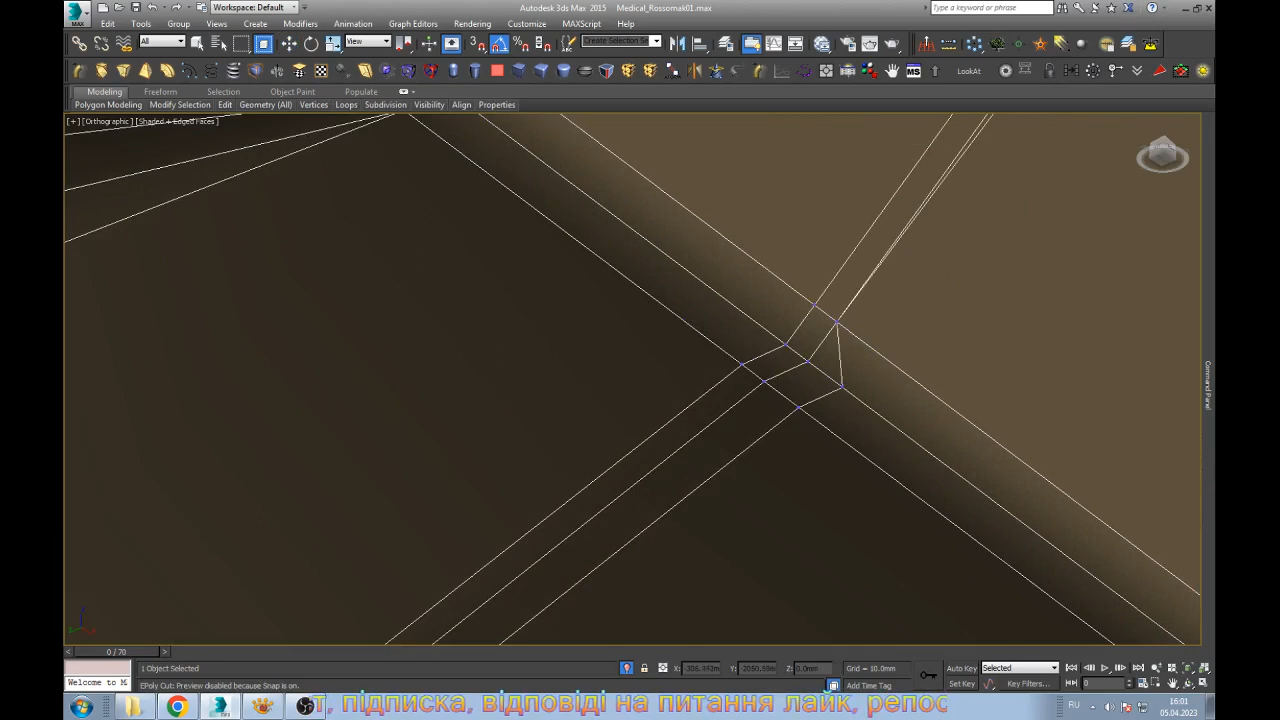 Workspace: Default
Autodesk 3ds Max 2015
Medical_Rossomak01.max
Type a keyword or phrase
MAX
Edit Tools Group Views Create Modifiers Animation Graph Editors Rendering Customize MAXScript Help
All
View
Create Selection Se
LookAt
Modeling Freeform Selection Object Paint Populate
Polygon Modeling Modify Selection Edit Geometry (All) Vertices Loops Subdivision Visibility Align Properties
[+] [Orthographic] [Shaded + Edged Faces]
Command Panel
0 / 70
1 Object Selected
X:
Y:
Z: 0.0mm
Grid = 10.0mm
Auto Key
Selected
Welcome to M
EPoly Cut: Preview disabled because Snap is on.
Add Time Tag
Set Key
Key Filters...
0
т, підписка, відповіді на питання лайк, репос
RU
16:01
05.04.2023